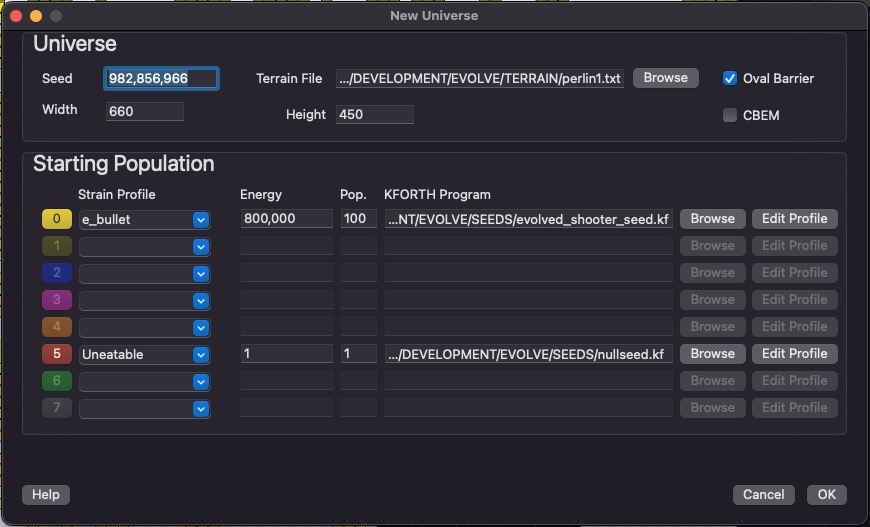 New Universe
Universe
Seed 982,856,966 Terrain File .../DEVELOPMENT/EVOLVE/TERRAIN/perlin1.txt Browse Oval Barrier
Width 660 Height 450 CBEM
Starting Population
Strain Profile Energy Pop. KFORTH Program
0 e_bullet 800,000 100 ...NT/EVOLVE/SEEDS/evolved_shooter_seed.kf Browse Edit Profile
1 Browse Edit Profile
2 Browse Edit Profile
3 Browse Edit Profile
4 Browse Edit Profile
5 Uneatable 1 1 .../DEVELOPMENT/EVOLVE/SEEDS/nullseed.kf Browse Edit Profile
6 Browse Edit Profile
7 Browse Edit Profile
Help Cancel OK